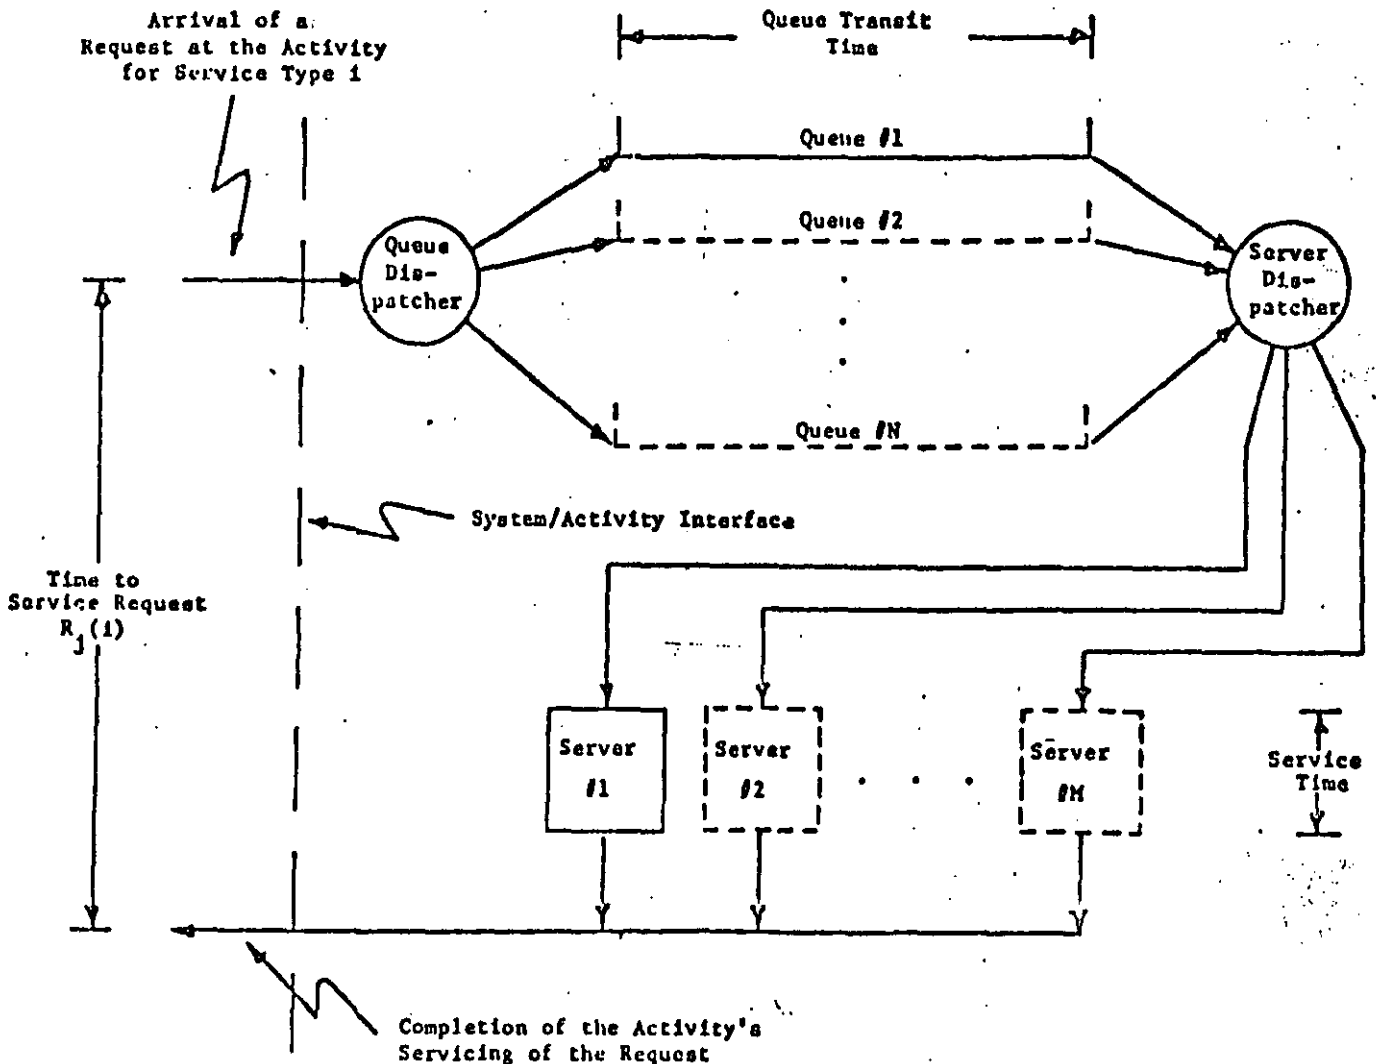 Arrival of a
Request at the Activity
for Service Type i
Queue Transit
Time
Queue #1
Queue #2
Queue
Dis-
patcher
Server
Dis-
patcher
Queue #N
System/Activity Interface
Time to
Service Request
Rj(i)
Server
#1
Server
#2
Server
#M
Service
Time
Completion of the Activity's
Servicing of the Request